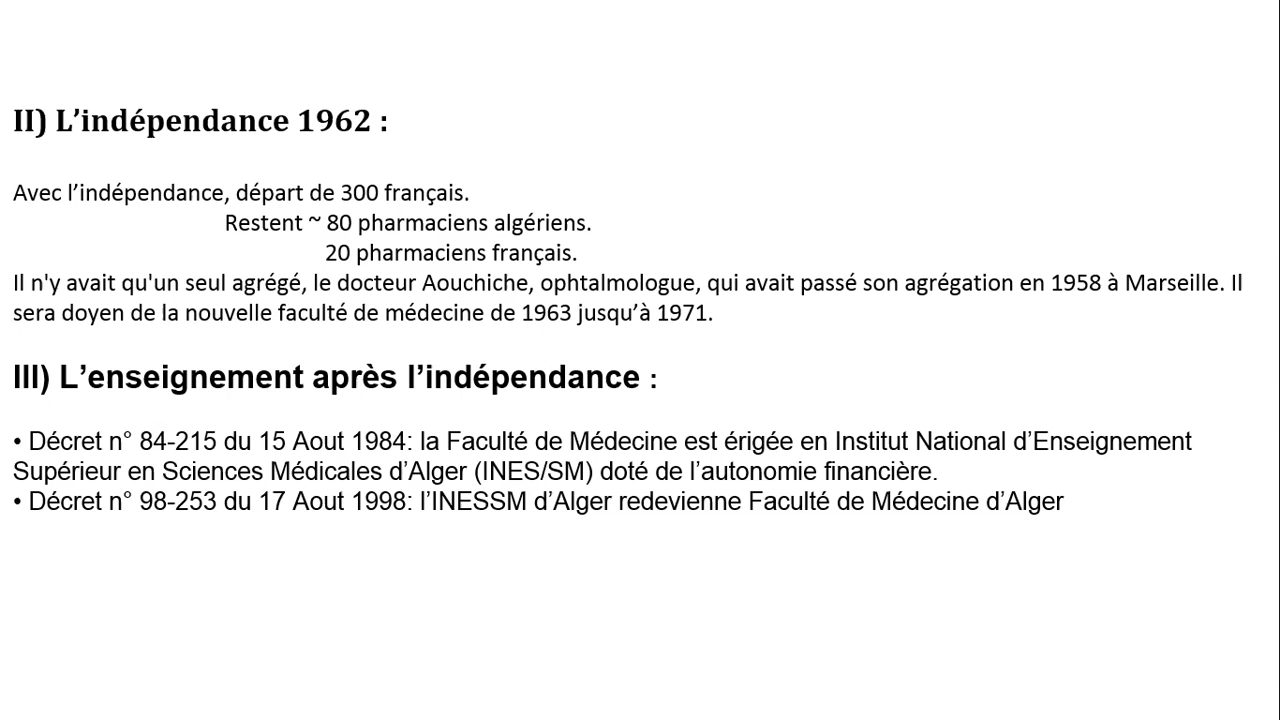 II) L’indépendance 1962 :
Avec l’indépendance, départ de 300 français.
Restent ~ 80 pharmaciens algériens.
20 pharmaciens français.
Il n'y avait qu'un seul agrégé, le docteur Aouchiche, ophtalmologue, qui avait passé son agrégation en 1958 à Marseille. Il
sera doyen de la nouvelle faculté de médecine de 1963 jusqu’à 1971.
III) L’enseignement après l’indépendance :
• Décret n° 84-215 du 15 Aout 1984: la Faculté de Médecine est érigée en Institut National d’Enseignement
Supérieur en Sciences Médicales d’Alger (INES/SM) doté de l’autonomie financière.
• Décret n° 98-253 du 17 Aout 1998: l’INESSM d’Alger redevienne Faculté de Médecine d’Alger